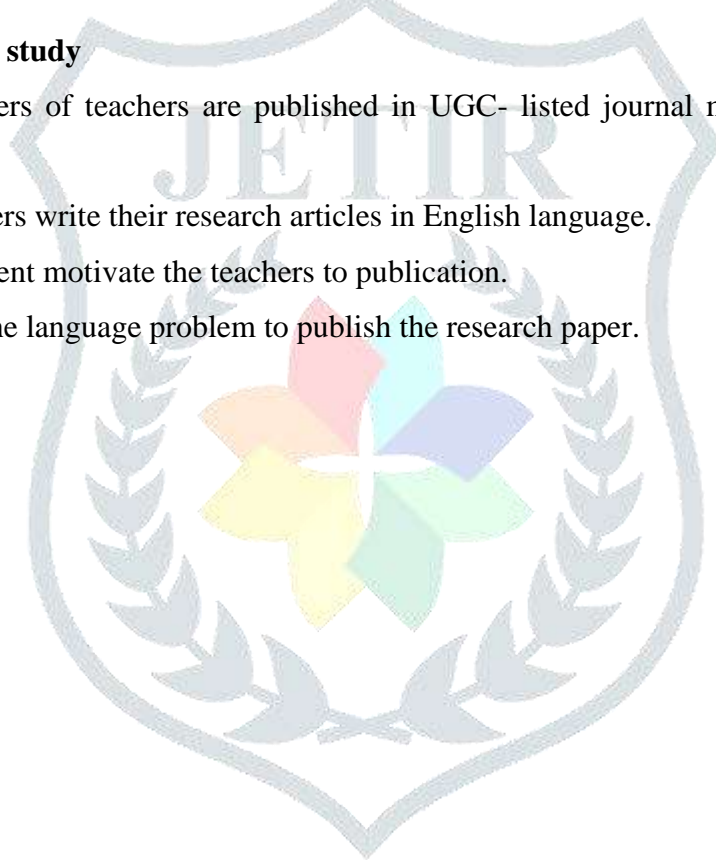 study
ers of teachers are published in UGC- listed journal
JETIR
ers write their research articles in English language.
ent motivate the teachers to publication.
ne language problem to publish the research paper.